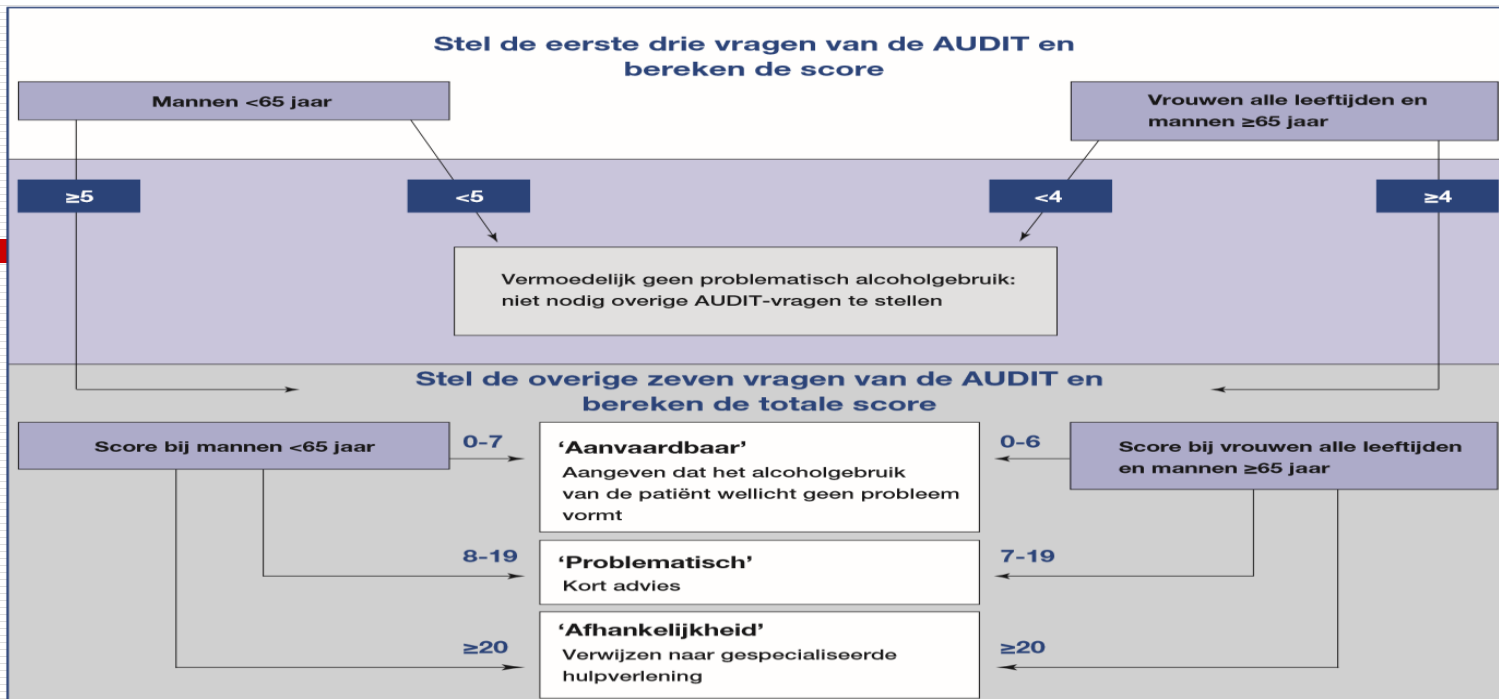 Stel de eerste drie vragen van de AUDIT en
bereken de score
Mannen <65 jaar
Vrouwen alle leeftijden en
mannen ≥65 jaar
≥5
<5
<4
≥4
Vermoedelijk geen problematisch alcoholgebruik:
niet nodig overige AUDIT-vragen te stellen
Stel de overige zeven vragen van de AUDIT en
bereken de totale score
Score bij mannen <65 jaar
0-7
‘Aanvaardbaar’
Aangeven dat het alcoholgebruik
van de patiënt wellicht geen probleem
vormt
0-6
Score bij vrouwen alle leeftijden
en mannen ≥65 jaar
8-19
‘Problematisch’
Kort advies
7-19
≥20
‘Afhankelijkheid’
Verwijzen naar gespecialiseerde
hulpverlening
≥20